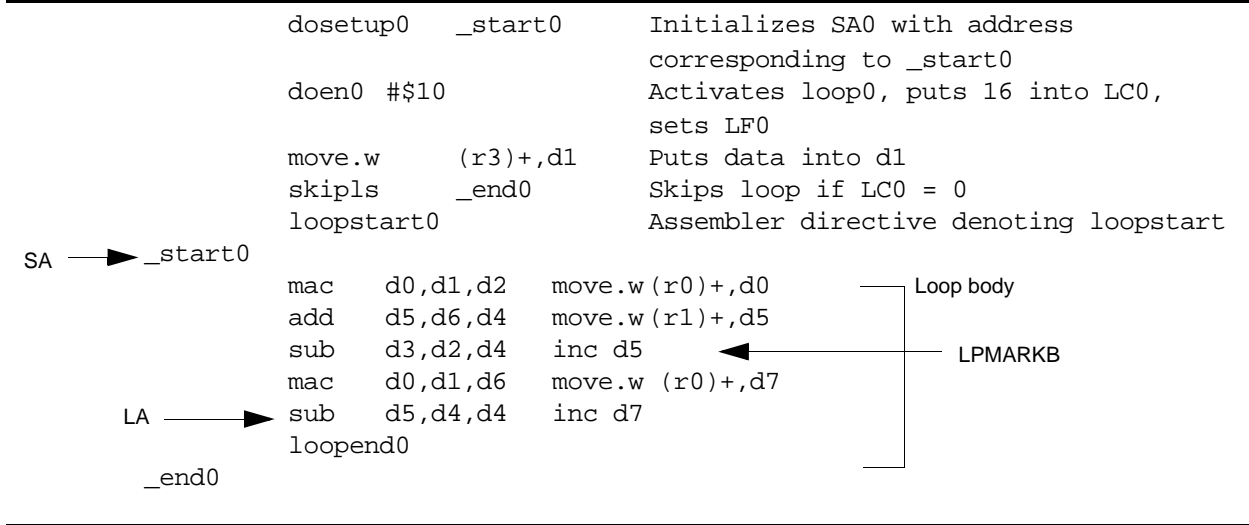 dosetup0 _start0 Initializes SA0 with address
corresponding to _start0
doen0 #$10 Activates loop0, puts 16 into LC0,
sets LF0
move.w (r3)+,d1 Puts data into d1
skipls _end0 Skips loop if LC0 = 0
loopstart0 Assembler directive denoting loopstart
SA _start0
mac d0,d1,d2 move.w(r0)+,d0 Loop body
add d5,d6,d4 move.w(r1)+,d5
sub d3,d2,d4 inc d5 LPMARKB
mac d0,d1,d6 move.w (r0)+,d7
LA sub d5,d4,d4 inc d7
loopend0
_end0